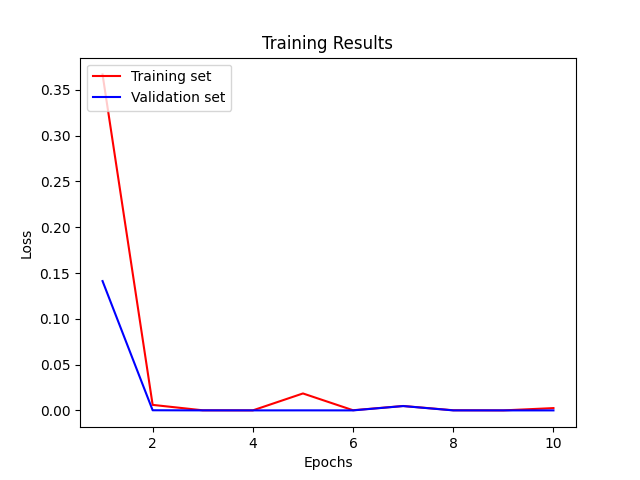 Training Results
Training set
Validation set
0.35
0.30
0.25
0.20
0.15
0.10
0.05
0.00
Loss
2
4
6
8
10
Epochs